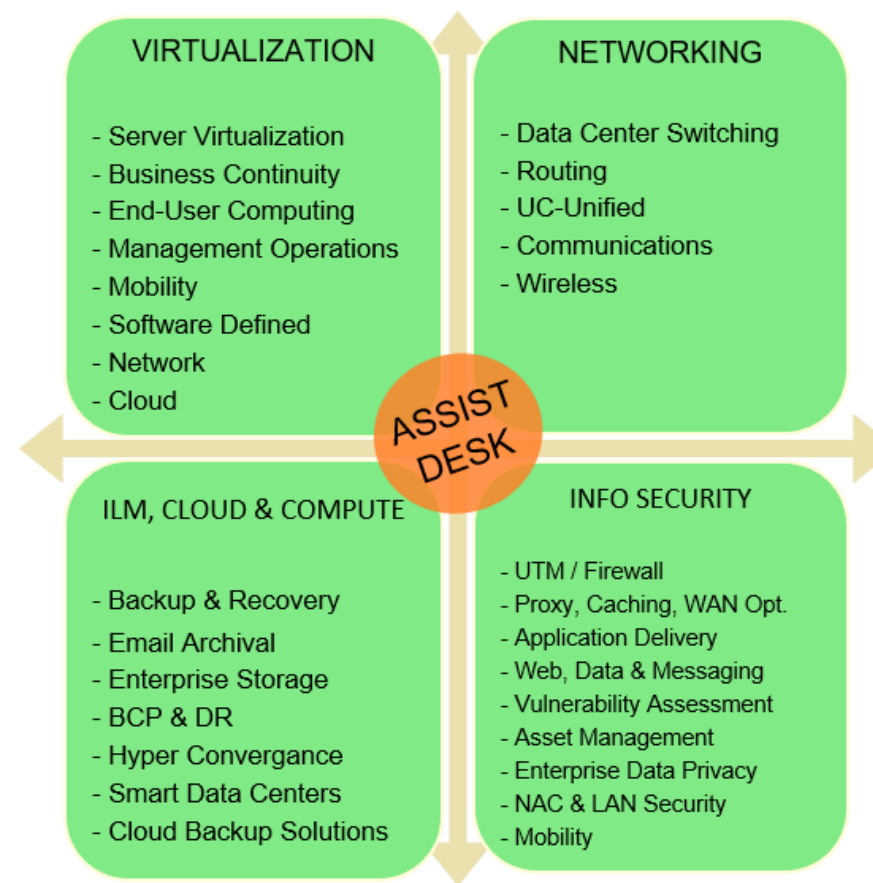 VIRTUALIZATION
- Server Virtualization
- Business Continuity
- End-User Computing
- Management Operations
- Mobility
- Software Defined
- Network
- Cloud
NETWORKING
- Data Center Switching
- Routing
- UC-Unified
- Communications
- Wireless
ASSIST
DESK
ILM, CLOUD & COMPUTE
- Backup & Recovery
- Email Archival
- Enterprise Storage
- BCP & DR
- Hyper Convergance
- Smart Data Centers
- Cloud Backup Solutions
INFO SECURITY
- UTM / Firewall
- Proxy, Caching, WAN Opt.
- Application Delivery
- Web, Data & Messaging
- Vulnerability Assessment
- Asset Management
- Enterprise Data Privacy
- NAC & LAN Security
- Mobility